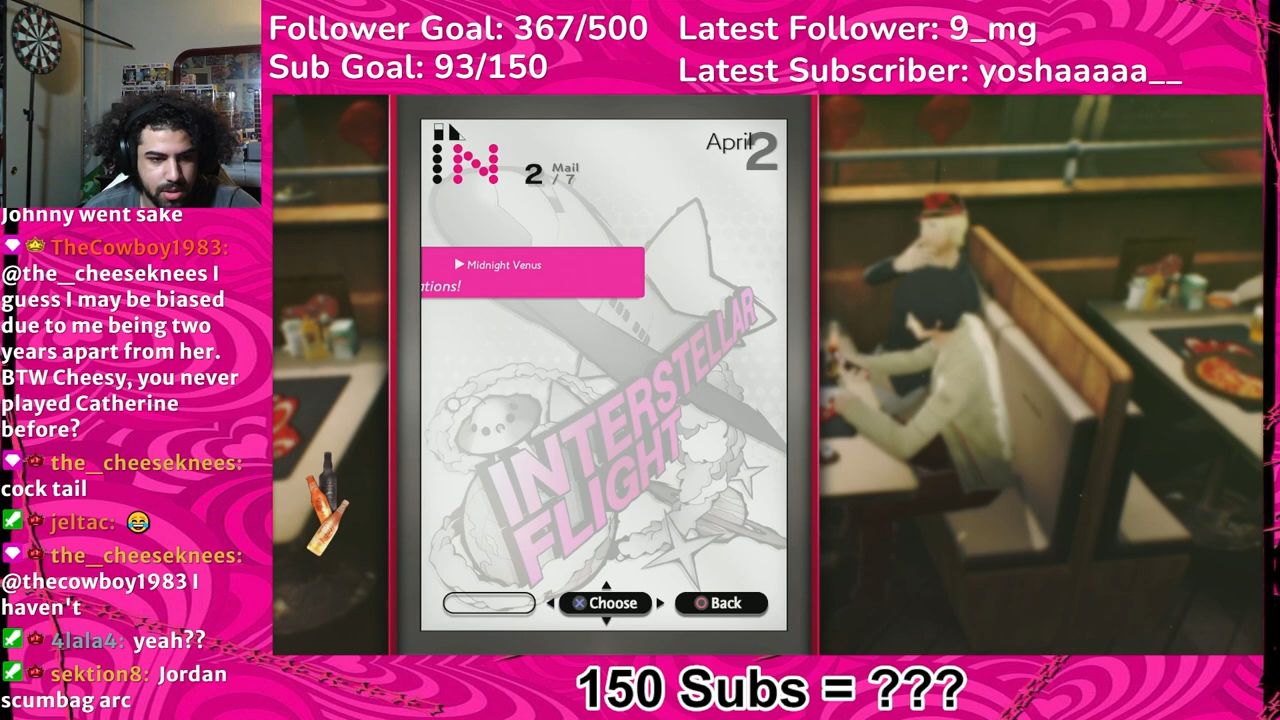 Follower Goal: 367/500
Latest Follower: 9_mg
Sub Goal: 93/150
Latest Subscriber: yoshaaaaa__
Johnny went sake
TheCowboy1983:
@the__cheeseknees I
guess I may be biased
due to me being two
years apart from her.
BTW Cheesy, you never
played Catherine
before?
the__cheeseknees:
cock tail
jeltac: 😂
the__cheeseknees:
@thecowboy1983 I
haven't
4lala4: yeah??
sektion8: Jordan
scumbag arc
IN
2 Mail / 7
April 2
▶ Midnight Venus
tions!
INTERSTELLAR
FLIGHT
Choose
Back
150 Subs = ???